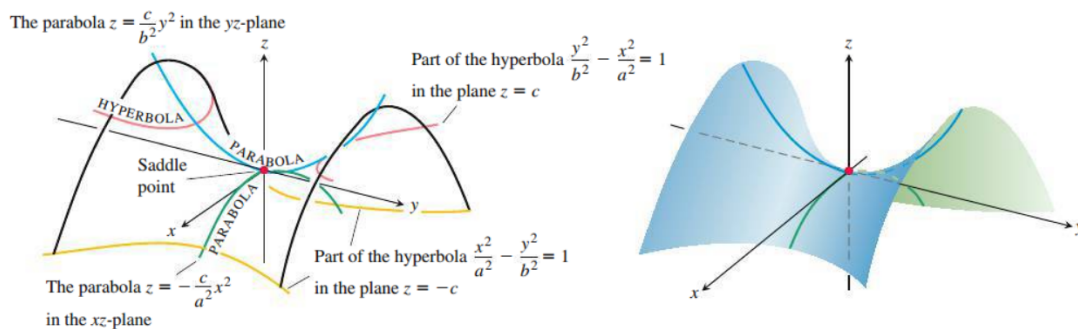 The parabola z = c/b² y² in the yz-plane
z
Part of the hyperbola y²/b² − x²/a² = 1
in the plane z = c
HYPERBOLA
PARABOLA
Saddle
point
y
x
PARABOLA
Part of the hyperbola x²/a² − y²/b² = 1
in the plane z = −c
The parabola z = −c/a² x²
in the xz-plane
z
y
x